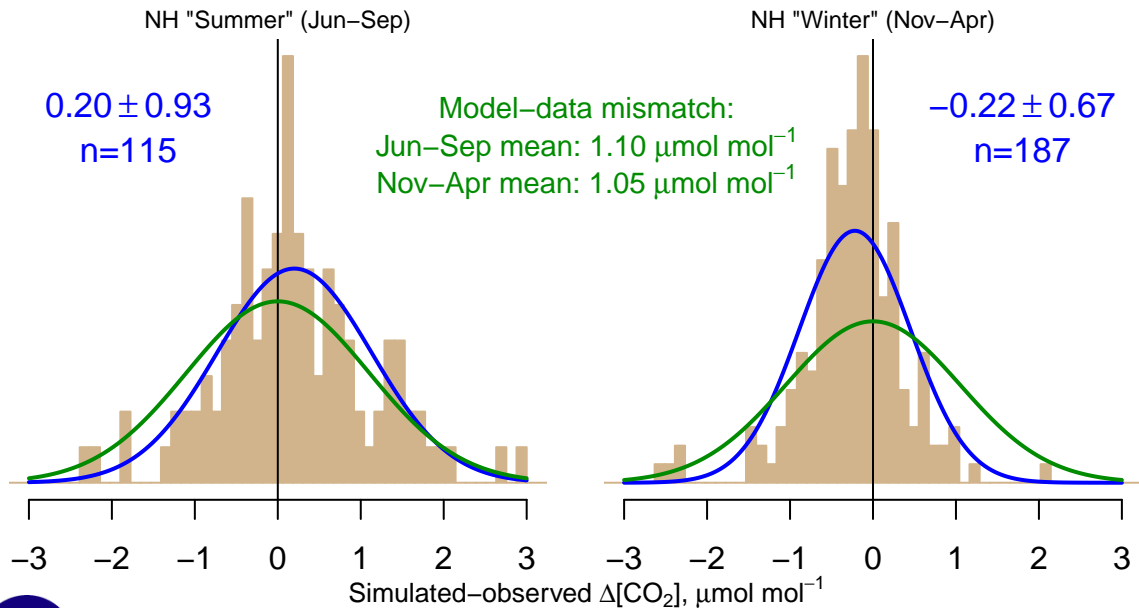 NH "Summer" (Jun−Sep)
NH "Winter" (Nov−Apr)
0.20 ± 0.93
n=115
Model−data mismatch:
Jun−Sep mean: 1.10 μmol mol⁻¹
Nov−Apr mean: 1.05 μmol mol⁻¹
−0.22 ± 0.67
n=187
−3 −2 −1 0 1 2 3
−3 −2 −1 0 1 2 3
Simulated−observed Δ[CO₂], μmol mol⁻¹